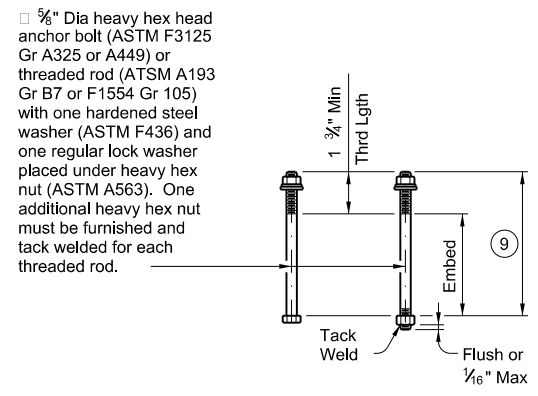 □ 5/8" Dia heavy hex head
anchor bolt (ASTM F3125
Gr A325 or A449) or
threaded rod (ATSM A193
Gr B7 or F1554 Gr 105)
with one hardened steel
washer (ASTM F436) and
one regular lock washer
placed under heavy hex
nut (ASTM A563).  One
additional heavy hex nut
must be furnished and
tack welded for each
threaded rod.
1 3/4" Min
Thrd Lgth
Embed
9
Tack
Weld
Flush or
1/16" Max